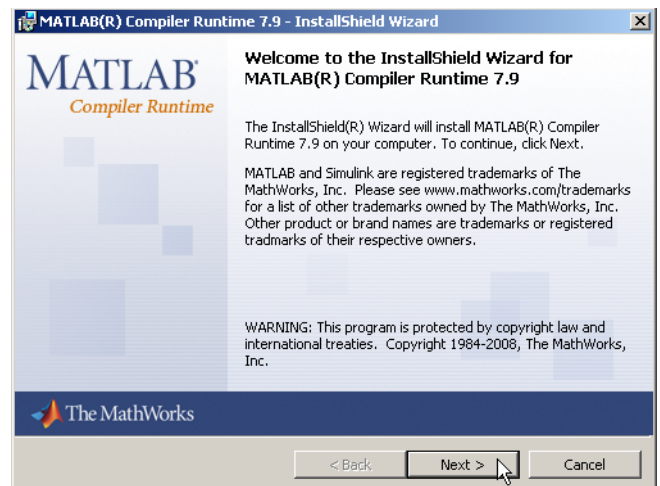 MATLAB(R) Compiler Runtime 7.9 - InstallShield Wizard
MATLAB®
Compiler Runtime
Welcome to the InstallShield Wizard for
MATLAB(R) Compiler Runtime 7.9
The InstallShield(R) Wizard will install MATLAB(R) Compiler
Runtime 7.9 on your computer. To continue, click Next.
MATLAB and Simulink are registered trademarks of The
MathWorks, Inc. Please see www.mathworks.com/trademarks
for a list of other trademarks owned by The MathWorks, Inc.
Other product or brand names are trademarks or registered
tradmarks of their respective owners.
WARNING: This program is protected by copyright law and
international treaties. Copyright 1984-2008, The MathWorks,
Inc.
The MathWorks
< Back
Next >
Cancel